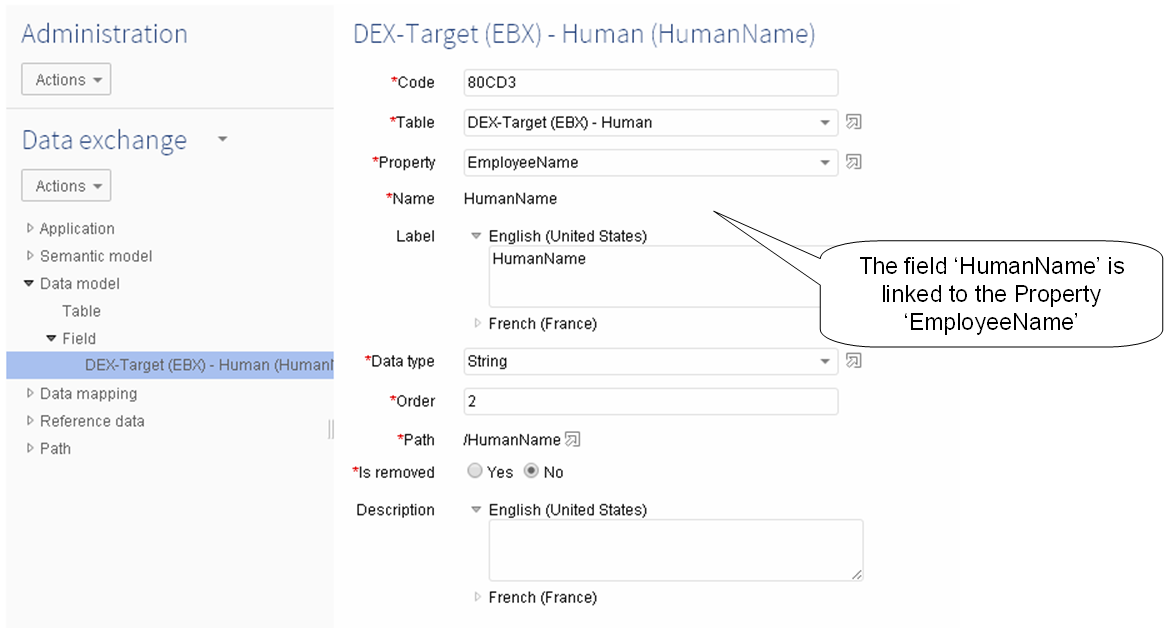 Administration
Actions
Data exchange
Actions
Application
Semantic model
Data model
Table
Field
DEX-Target (EBX) - Human (Human
Data mapping
Reference data
Path
DEX-Target (EBX) - Human (HumanName)
*Code 80CD3
*Table DEX-Target (EBX) - Human
*Property EmployeeName
*Name HumanName
Label English (United States)
HumanName
French (France)
The field ‘HumanName’ is
linked to the Property
‘EmployeeName’
*Data type String
*Order 2
*Path /HumanName
*Is removed Yes No
Description English (United States)
French (France)